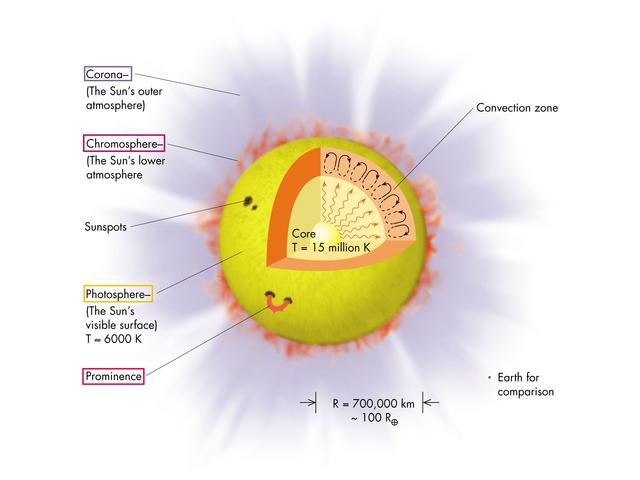 Corona–
(The Sun's outer
atmosphere)
Chromosphere–
(The Sun's lower
atmosphere
Sunspots
Photosphere–
(The Sun's
visible surface)
T ≈ 6000 K
Prominence
Convection zone
Core
T = 15 million K
R = 700,000 km
~ 100 R⊕
• Earth for
comparison